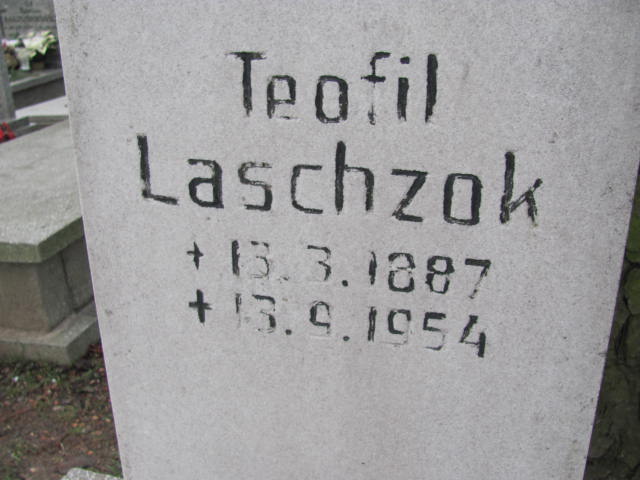 Teofil
Laschzok
+ 13.3.1887
+ 13.9.1954